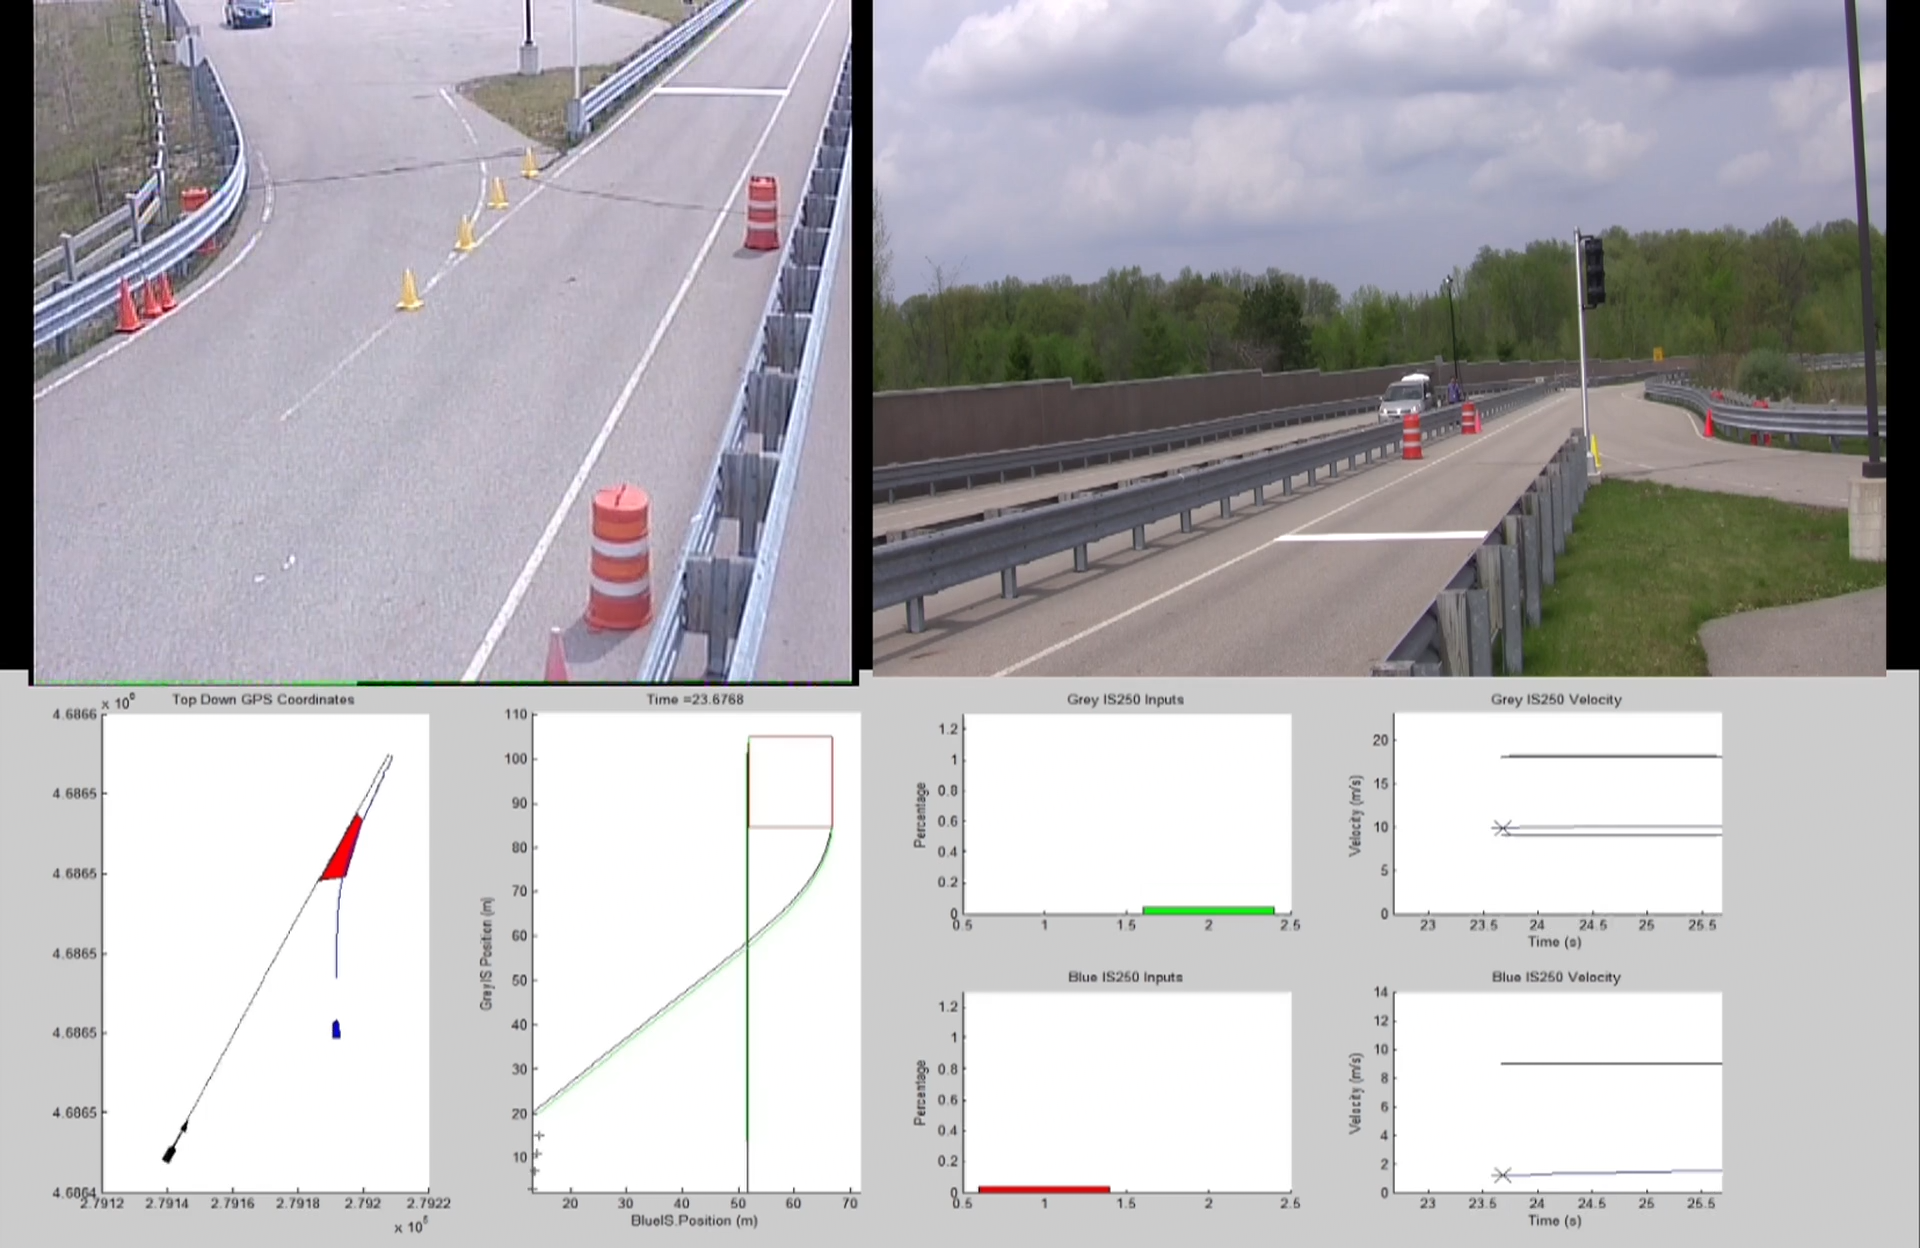 Top Down GPS Coordinates
x 10^6
4.6866
4.6865
4.6865
4.6865
4.6865
4.6865
4.6864
2.7912 2.7914 2.7916 2.7918 2.792 2.7922
x 10^5
Time =23.6768
110
100
90
80
70
60
50
40
30
20
10
20 30 40 50 60 70
GreyIS Position (m)
BlueIS.Position (m)
Grey IS250 Inputs
1.2
1
0.8
0.6
0.4
0.2
0
0.5 1 1.5 2 2.5
Percentage
Grey IS250 Velocity
20
15
10
5
0
23 23.5 24 24.5 25 25.5
Velocity (m/s)
Time (s)
Blue IS250 Inputs
1.2
1
0.8
0.6
0.4
0.2
0
0.5 1 1.5 2 2.5
Percentage
Blue IS250 Velocity
14
12
10
8
6
4
2
0
23 23.5 24 24.5 25 25.5
Velocity (m/s)
Time (s)